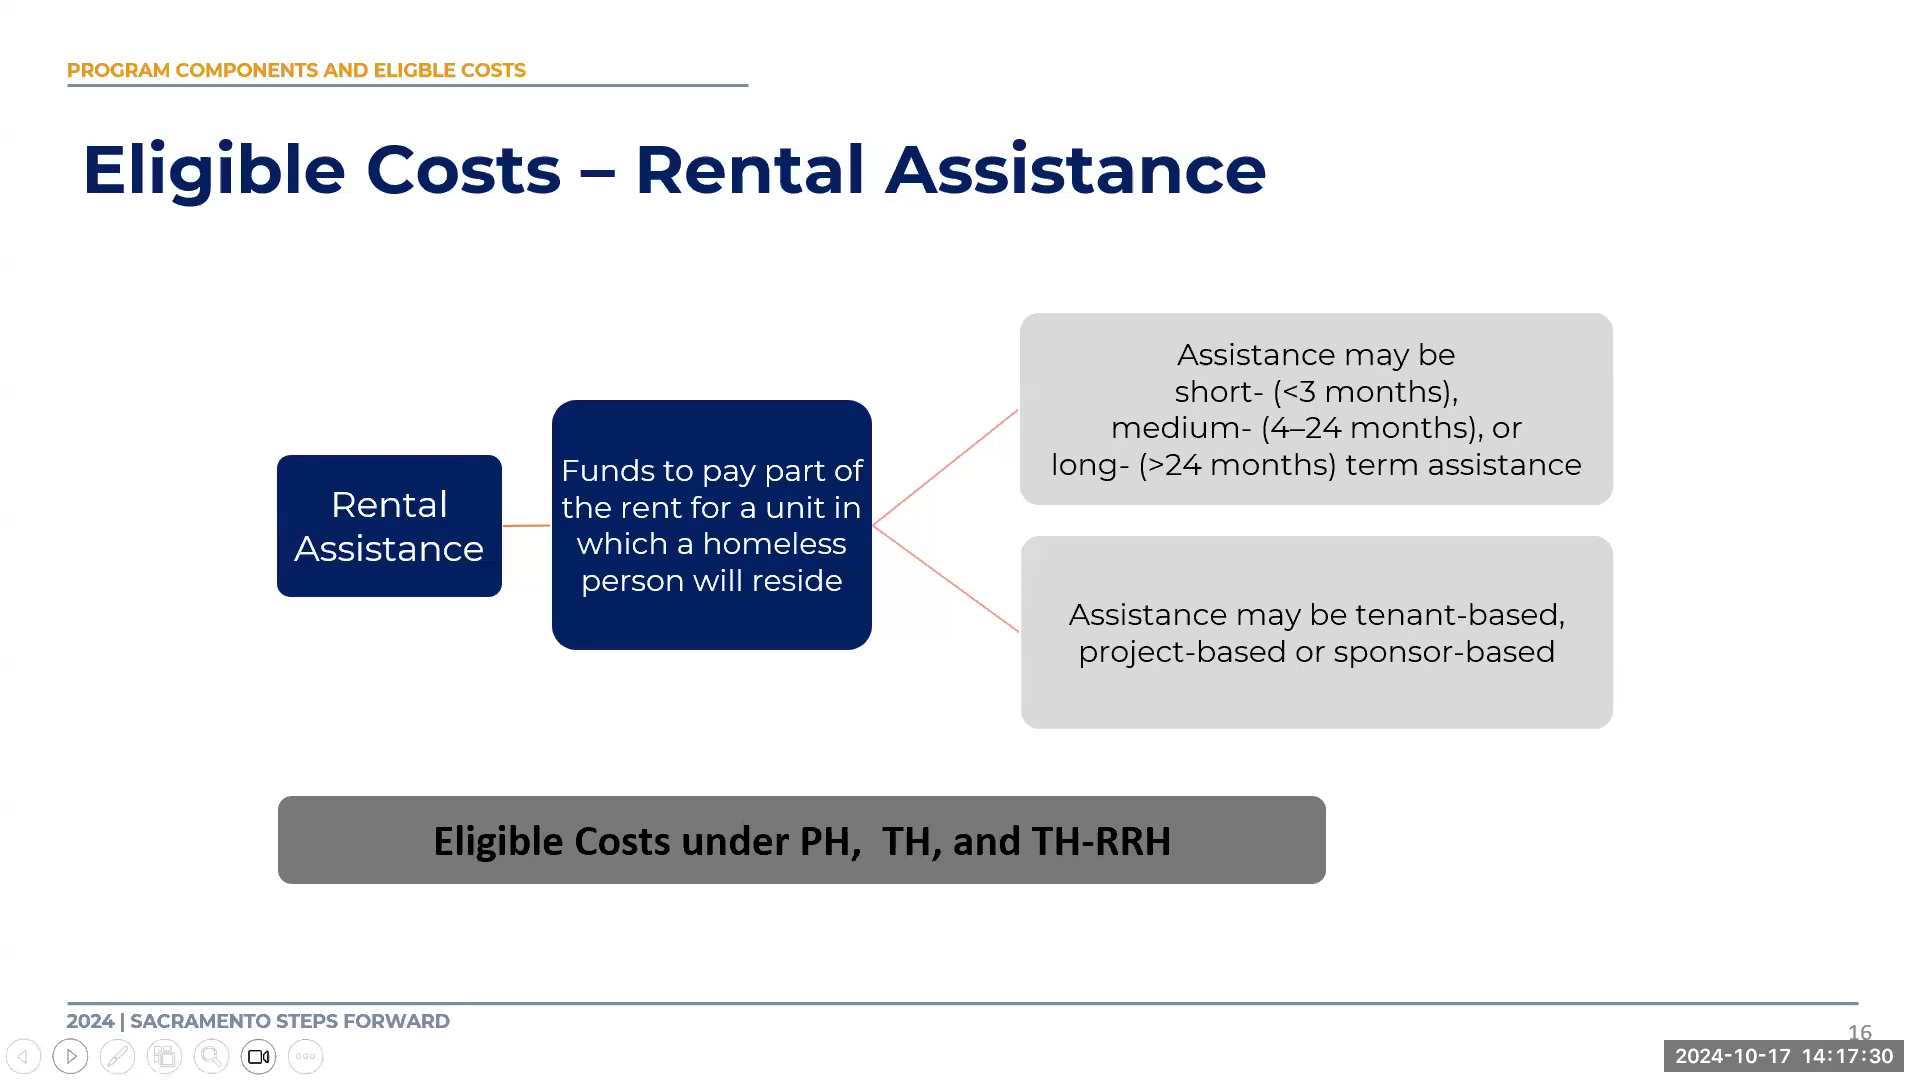 PROGRAM COMPONENTS AND ELIGBLE COSTS
Eligible Costs – Rental Assistance
Rental
Assistance
Funds to pay part of
the rent for a unit in
which a homeless
person will reside
Assistance may be
short- (<3 months),
medium- (4–24 months), or
long- (>24 months) term assistance
Assistance may be tenant-based,
project-based or sponsor-based
Eligible Costs under PH,  TH, and TH-RRH
2024 | SACRAMENTO STEPS FORWARD
16
2024-10-17 14:17:30